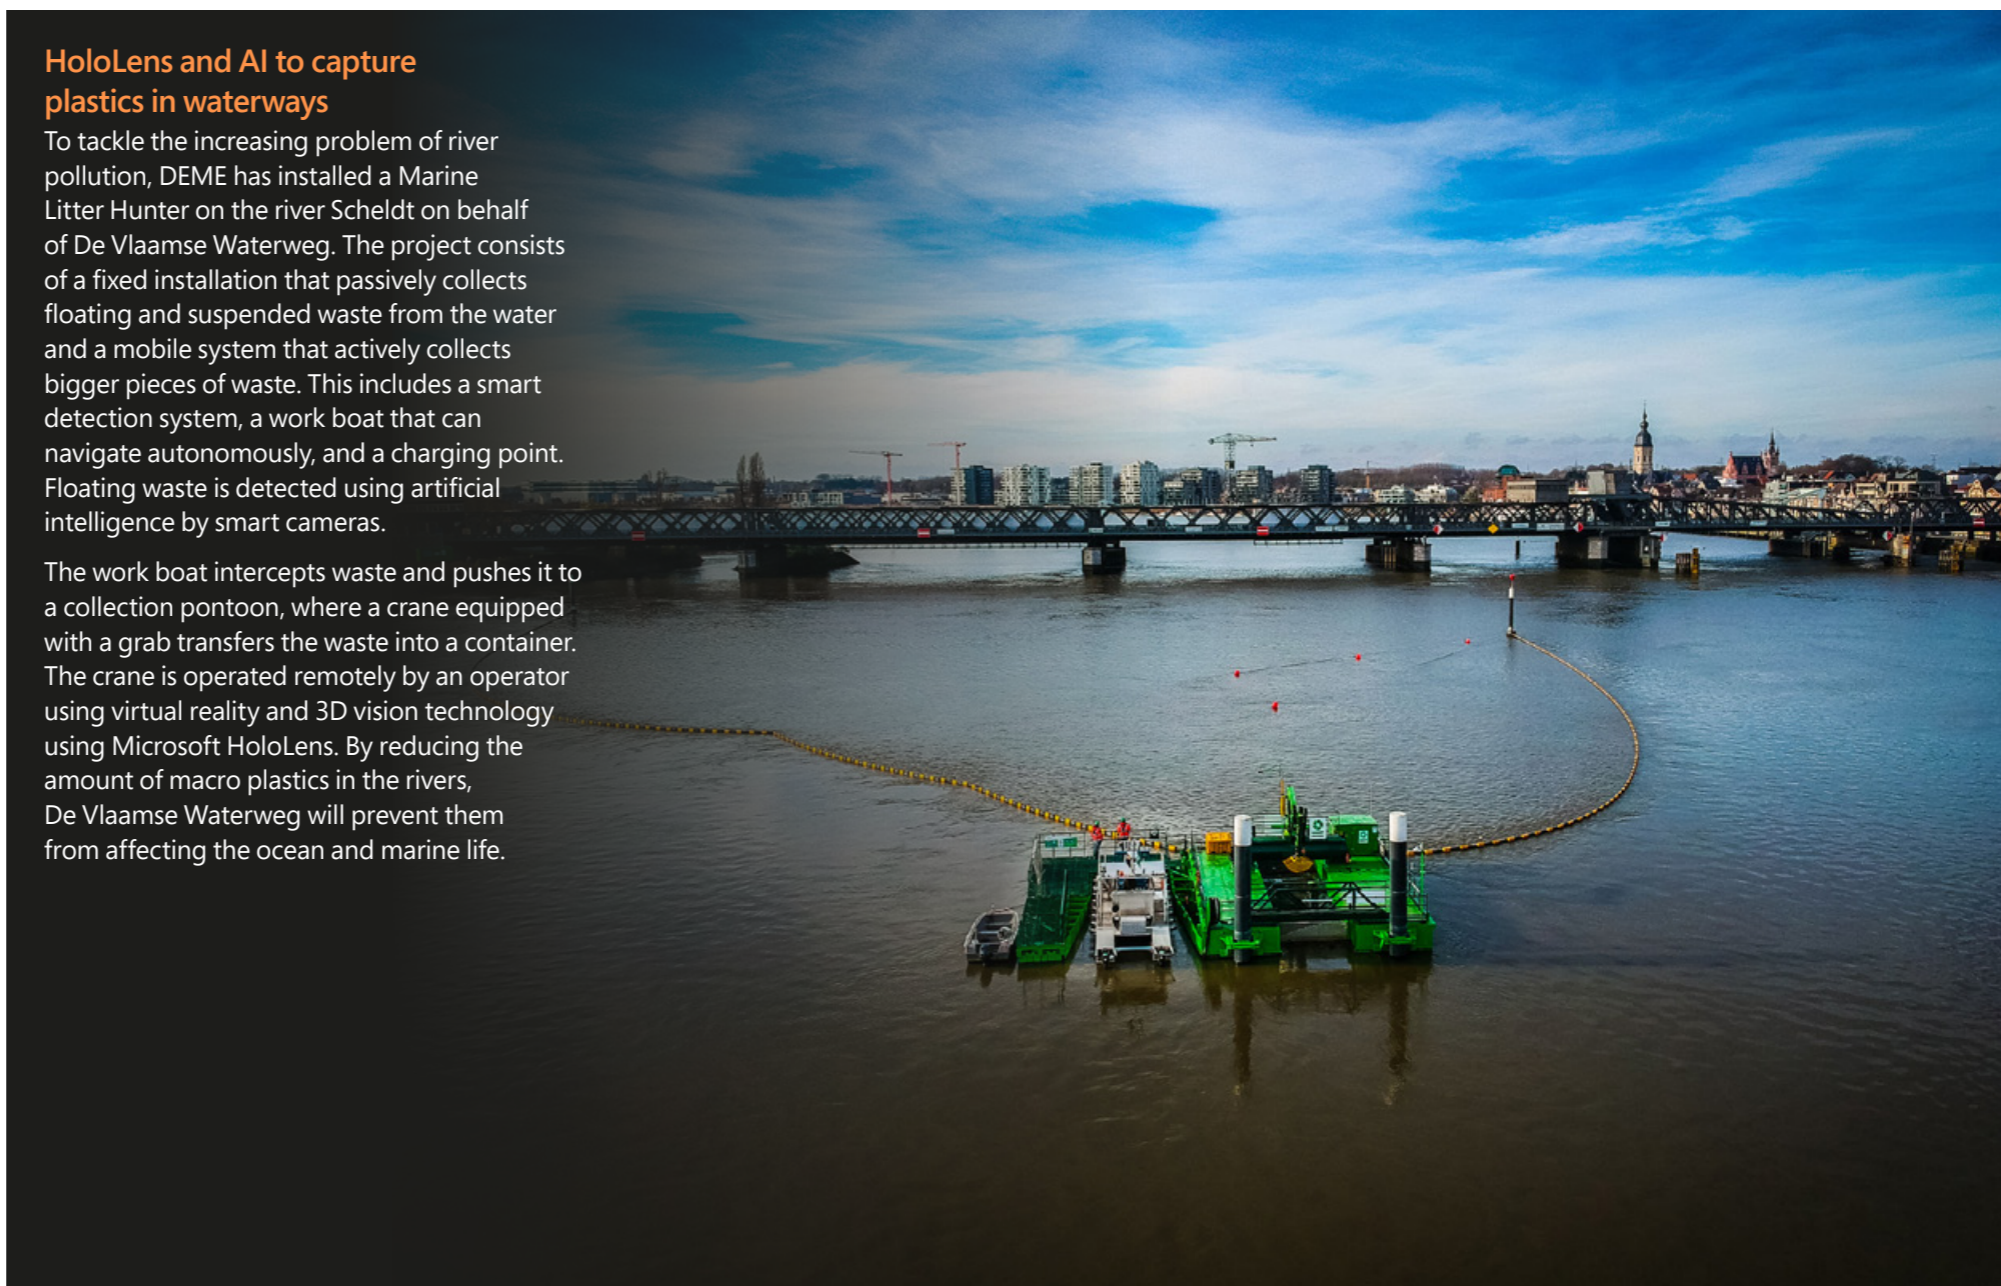 HoloLens and AI to capture
plastics in waterways
To tackle the increasing problem of river
pollution, DEME has installed a Marine
Litter Hunter on the river Scheldt on behalf
of De Vlaamse Waterweg. The project consists
of a fixed installation that passively collects
floating and suspended waste from the water
and a mobile system that actively collects
bigger pieces of waste. This includes a smart
detection system, a work boat that can
navigate autonomously, and a charging point.
Floating waste is detected using artificial
intelligence by smart cameras.
The work boat intercepts waste and pushes it to
a collection pontoon, where a crane equipped
with a grab transfers the waste into a container.
The crane is operated remotely by an operator
using virtual reality and 3D vision technology
using Microsoft HoloLens. By reducing the
amount of macro plastics in the rivers,
De Vlaamse Waterweg will prevent them
from affecting the ocean and marine life.